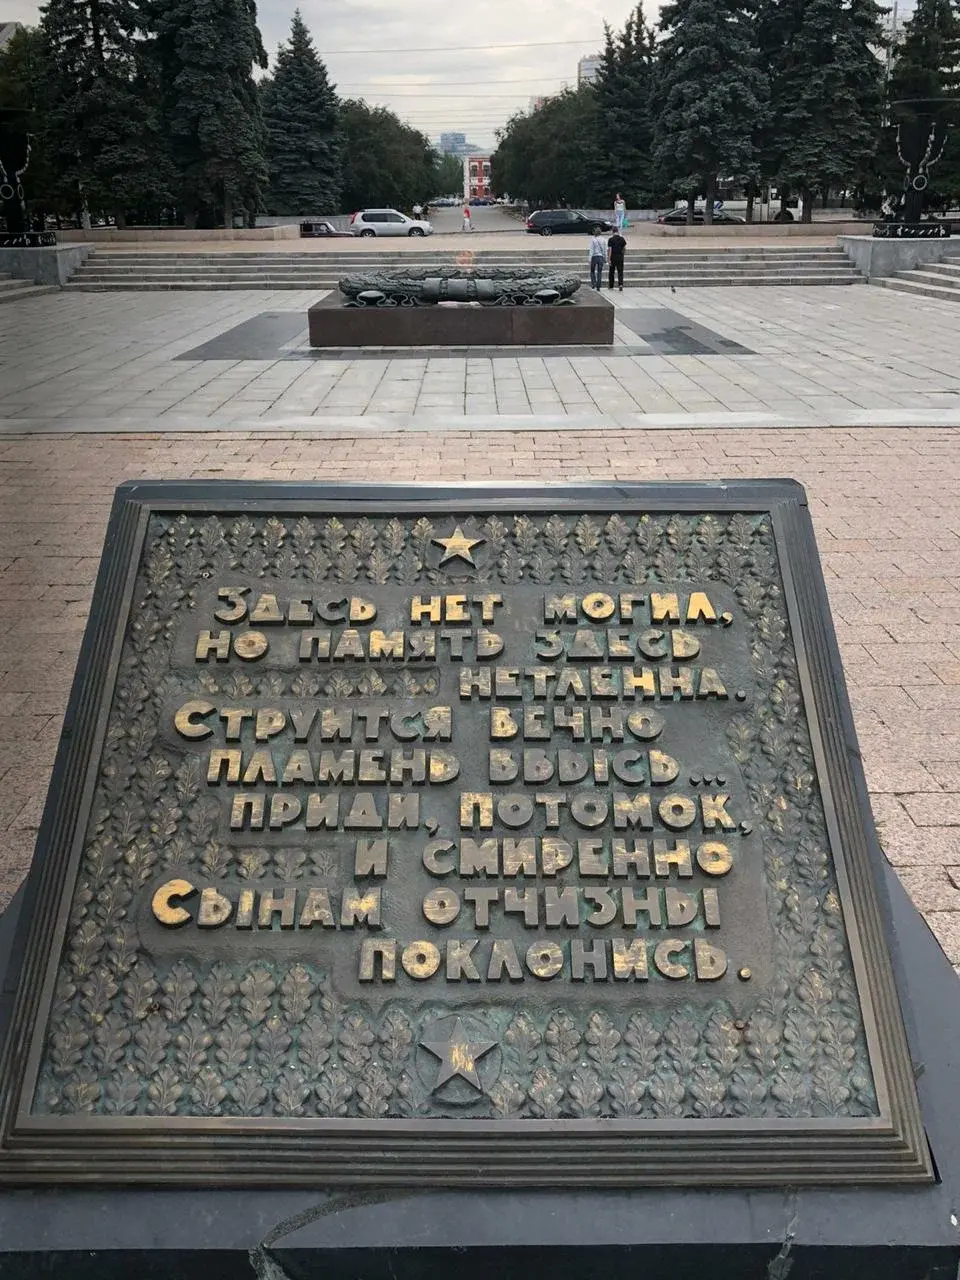 Здесь нет могил,
но память здесь
нетленна.
Струится вечно
пламень ввысь...
приди, потомок,
и смиренно
Сынам отчизны
поклонись.